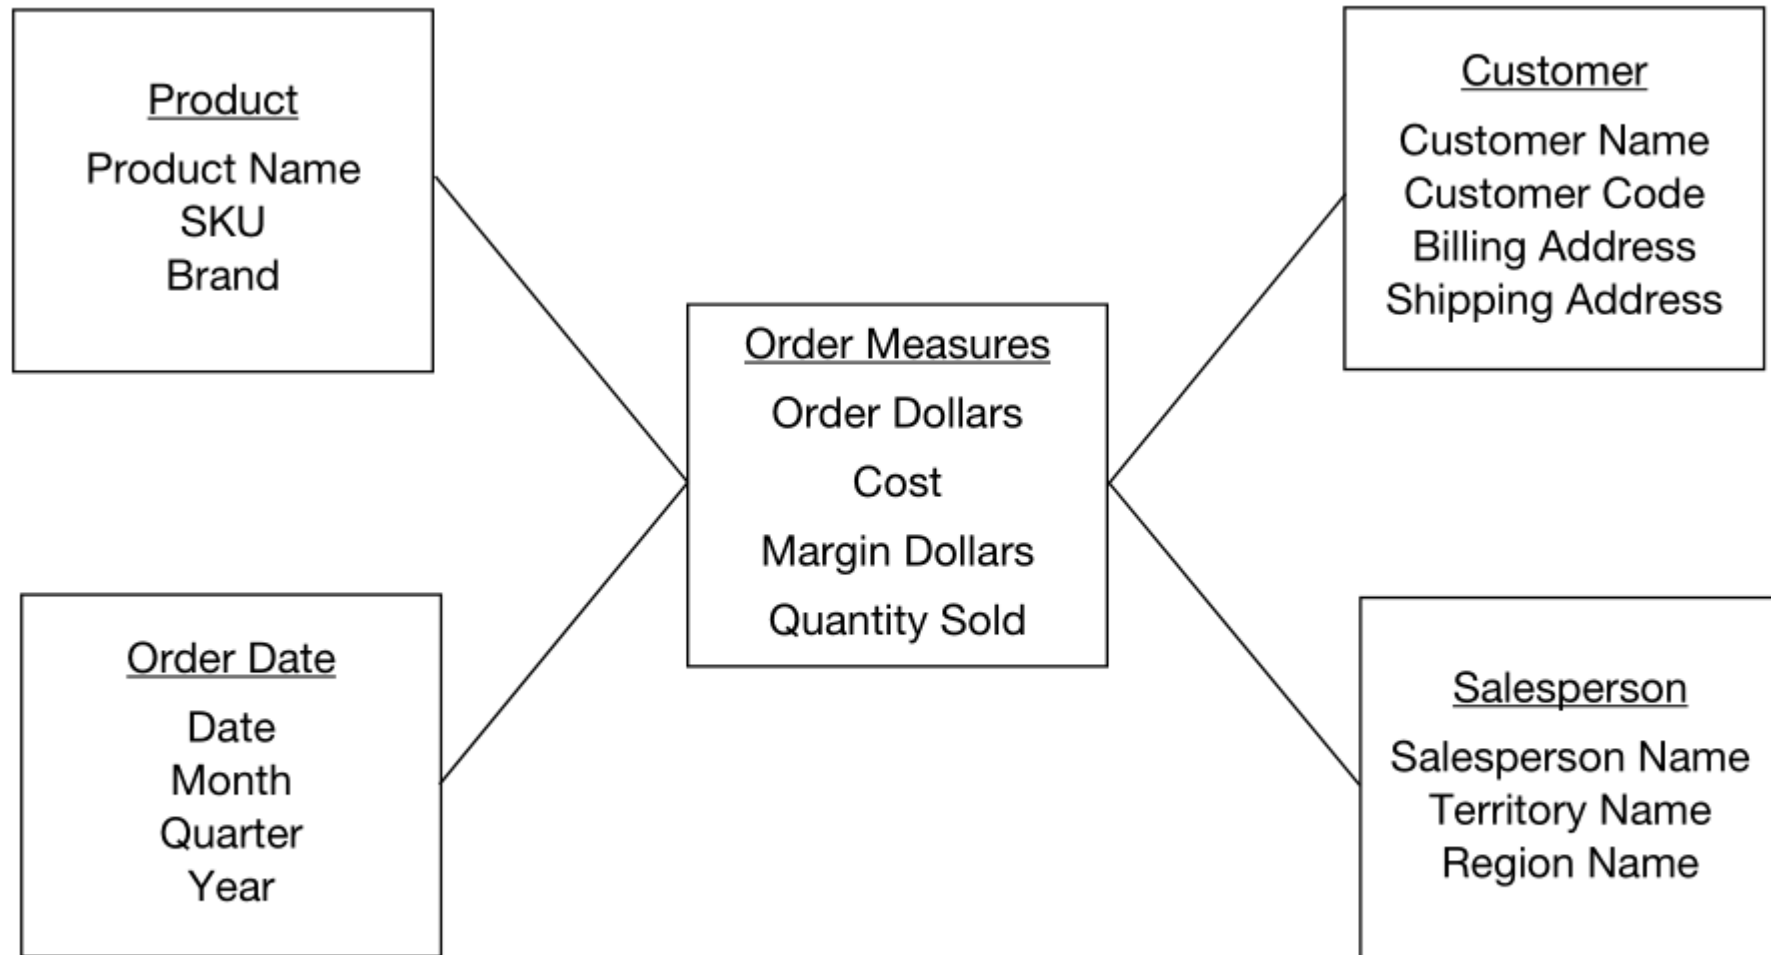 Product
Product Name
SKU
Brand
Customer
Customer Name
Customer Code
Billing Address
Shipping Address
Order Measures
Order Dollars
Cost
Margin Dollars
Quantity Sold
Order Date
Date
Month
Quarter
Year
Salesperson
Salesperson Name
Territory Name
Region Name